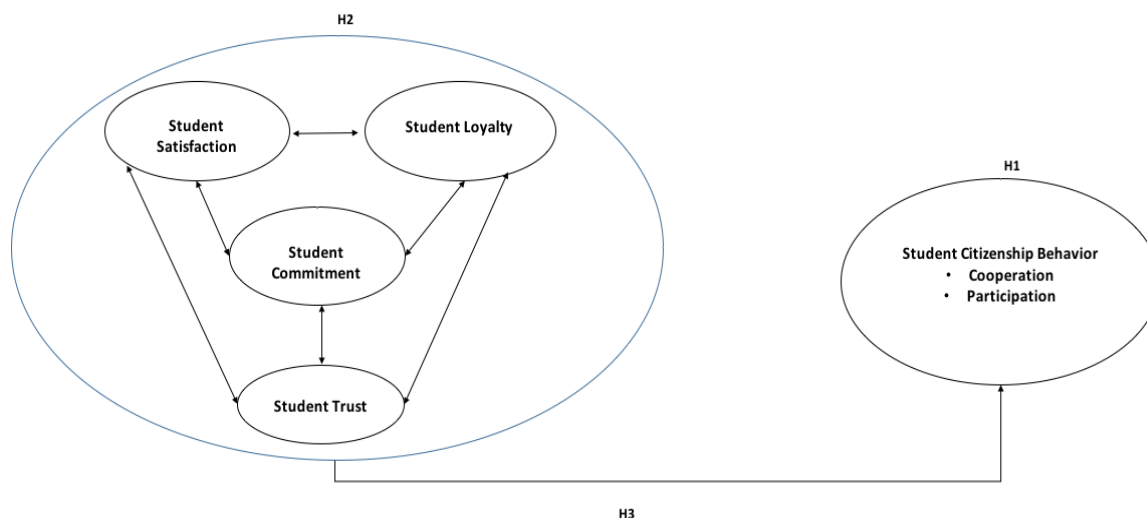 H2
Student
Satisfaction
Student Loyalty
Student
Commitment
Student Trust
H1
Student Citizenship Behavior
• Cooperation
• Participation
H3